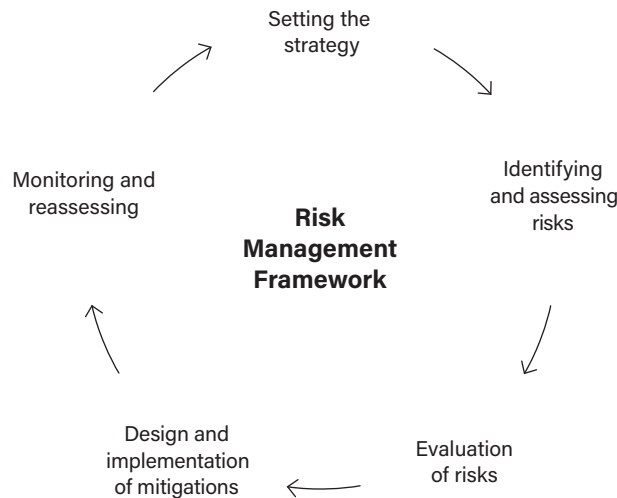 Setting the
strategy
Identifying
and assessing
risks
Evaluation
of risks
Design and
implementation
of mitigations
Monitoring and
reassessing
Risk
Management
Framework